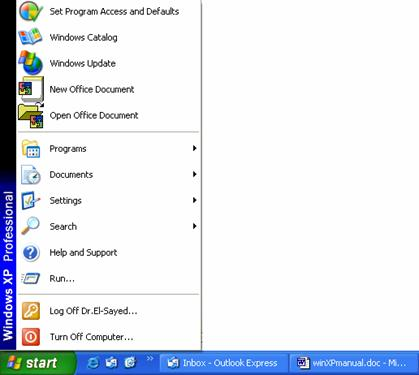 Set Program Access and Defaults
Windows Catalog
Windows Update
New Office Document
Open Office Document
Programs
Documents
Settings
Search
Help and Support
Run...
Log Off Dr.El-Sayed...
Turn Off Computer...
Windows XP Professional
start
Inbox - Outlook Express
winXPmanual.doc - Mi...